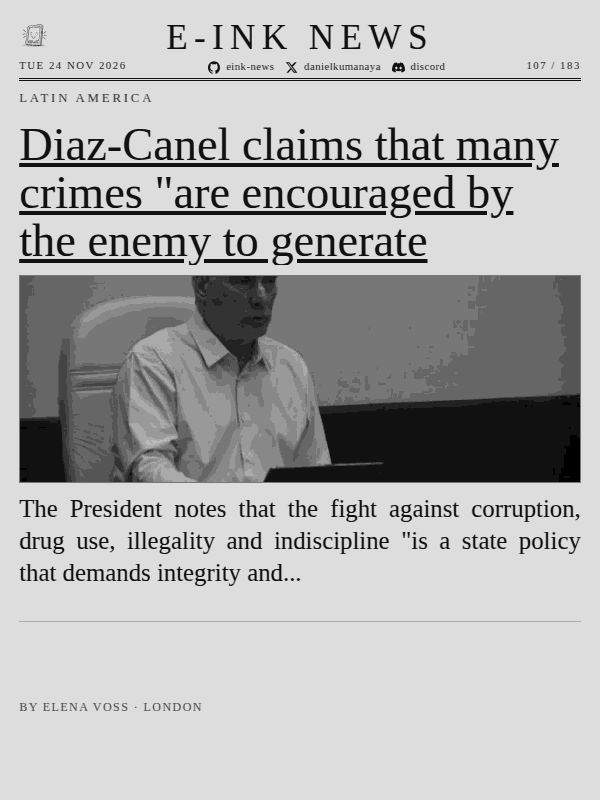 E-INK NEWS
TUE 24 NOV 2026
eink-news danielkumanaya discord
107 / 183
LATIN AMERICA
Diaz-Canel claims that many
crimes "are encouraged by
the enemy to generate
The President notes that the fight against corruption,
drug use, illegality and indiscipline "is a state policy
that demands integrity and...
BY ELENA VOSS · LONDON